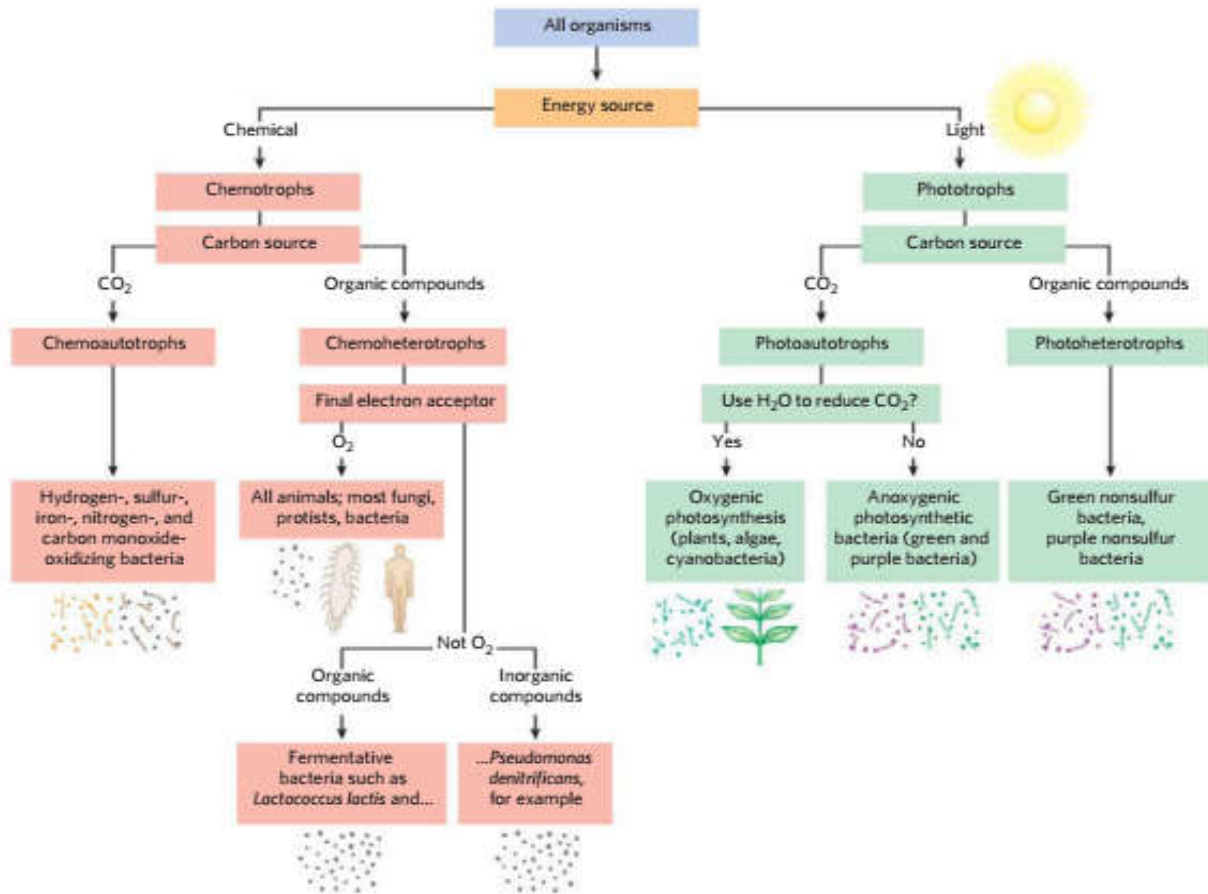 All organisms
Energy source
Chemical
Light
Chemotrophs
Phototrophs
Carbon source
Carbon source
CO₂
Organic compounds
CO₂
Organic compounds
Chemoautotrophs
Chemoheterotrophs
Photoautotrophs
Photoheterotrophs
Final electron acceptor
Use H₂O to reduce CO₂?
O₂
Yes
No
Hydrogen-, sulfur-,
iron-, nitrogen-, and
carbon monoxide-
oxidizing bacteria
All animals; most fungi,
protists, bacteria
Oxygenic
photosynthesis
(plants, algae,
cyanobacteria)
Anoxygenic
photosynthetic
bacteria (green and
purple bacteria)
Green nonsulfur
bacteria,
purple nonsulfur
bacteria
Not O₂
Organic
compounds
Inorganic
compounds
Fermentative
bacteria such as
Lactococcus lactis and...
...Pseudomonas
denitrificans,
for example